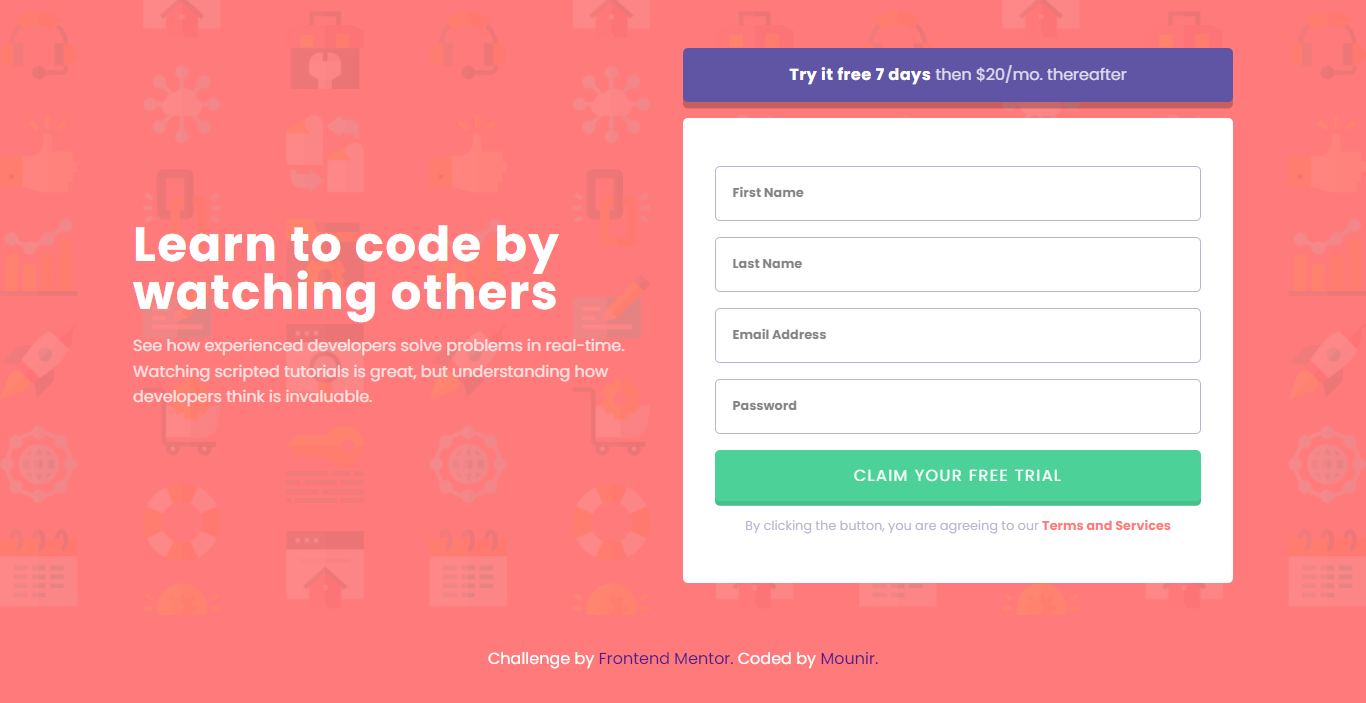 Learn to code by
watching others
See how experienced developers solve problems in real-time.
Watching scripted tutorials is great, but understanding how
developers think is invaluable.
Try it free 7 days then $20/mo. thereafter
First Name
Last Name
Email Address
Password
CLAIM YOUR FREE TRIAL
By clicking the button, you are agreeing to our Terms and Services
Challenge by Frontend Mentor. Coded by Mounir.